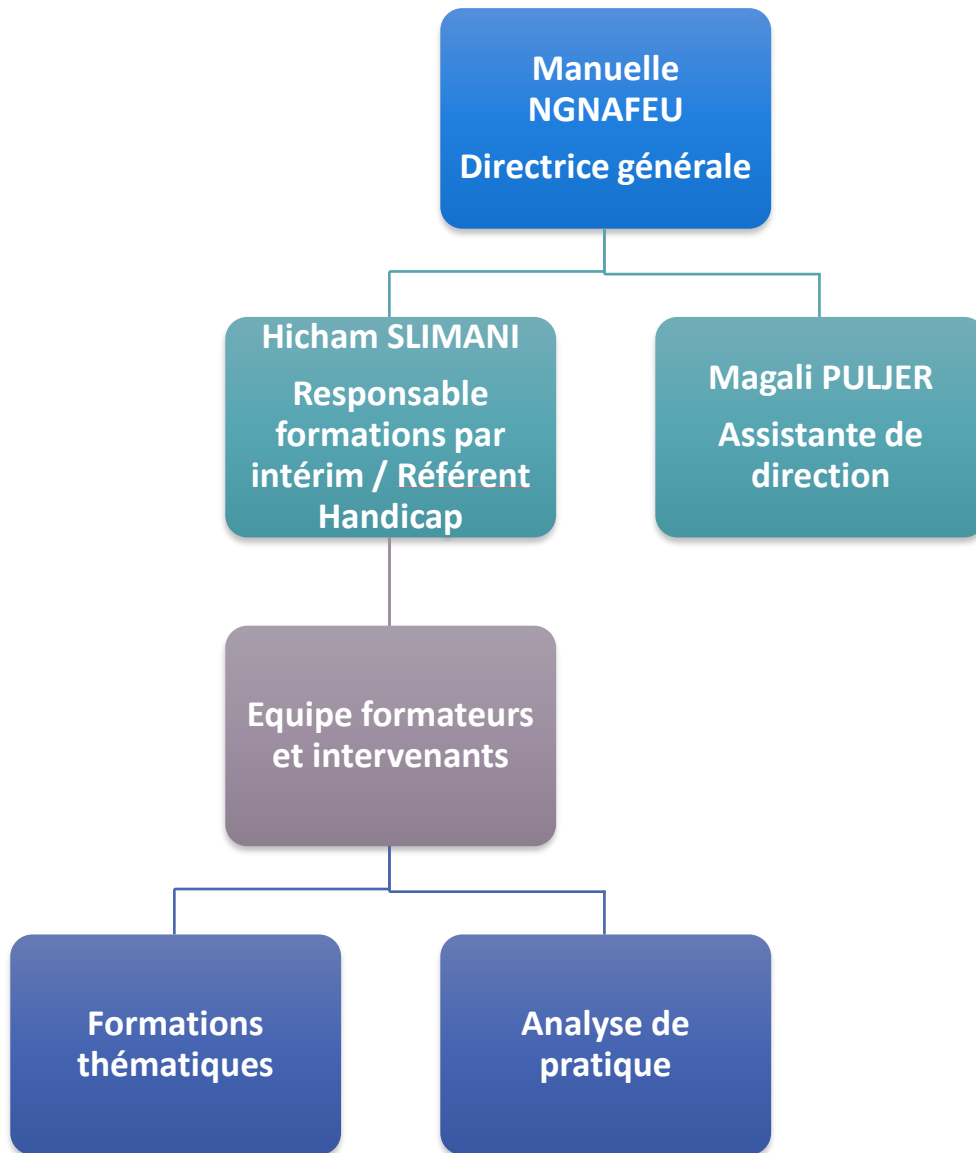 Manuelle
NGNAFEU
Directrice générale
Hicham SLIMANI
Responsable
formations par
intérim / Référent
Handicap
Magali PULJER
Assistante de
direction
Equipe formateurs
et intervenants
Formations
thématiques
Analyse de
pratique